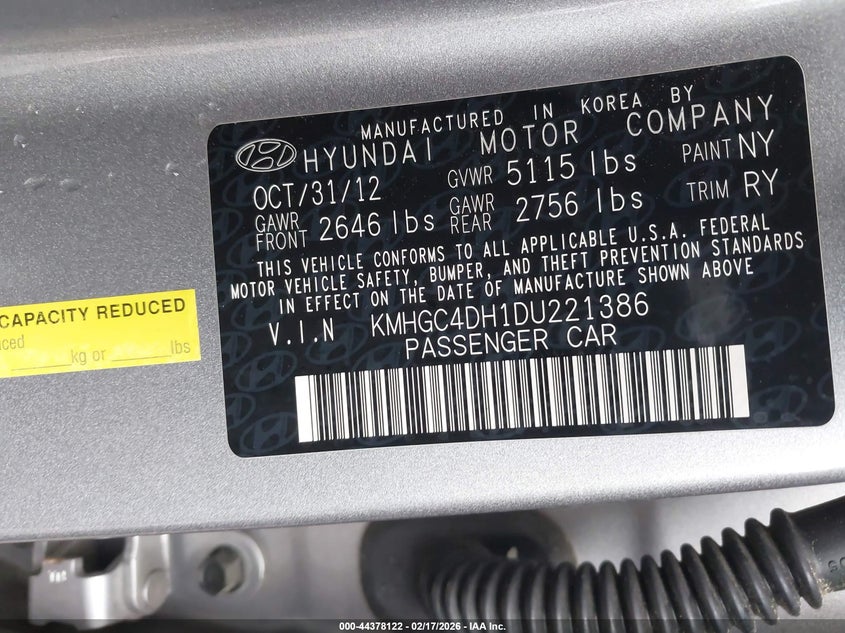 MANUFACTURED IN KOREA BY
HYUNDAI MOTOR COMPANY
OCT/31/12 GVWR 5115 lbs PAINT NY
GAWR FRONT 2646 lbs GAWR REAR 2756 lbs TRIM RY
THIS VEHICLE CONFORMS TO ALL APPLICABLE U.S.A. FEDERAL
MOTOR VEHICLE SAFETY, BUMPER, AND THEFT PREVENTION STANDARDS
IN EFFECT ON THE DATE OF MANUFACTURE SHOWN ABOVE
V.I.N KMHGC4DH1DU221386
PASSENGER CAR
CAPACITY REDUCED
kg or lbs
000-44378122 - 02/17/2026 - IAA Inc.